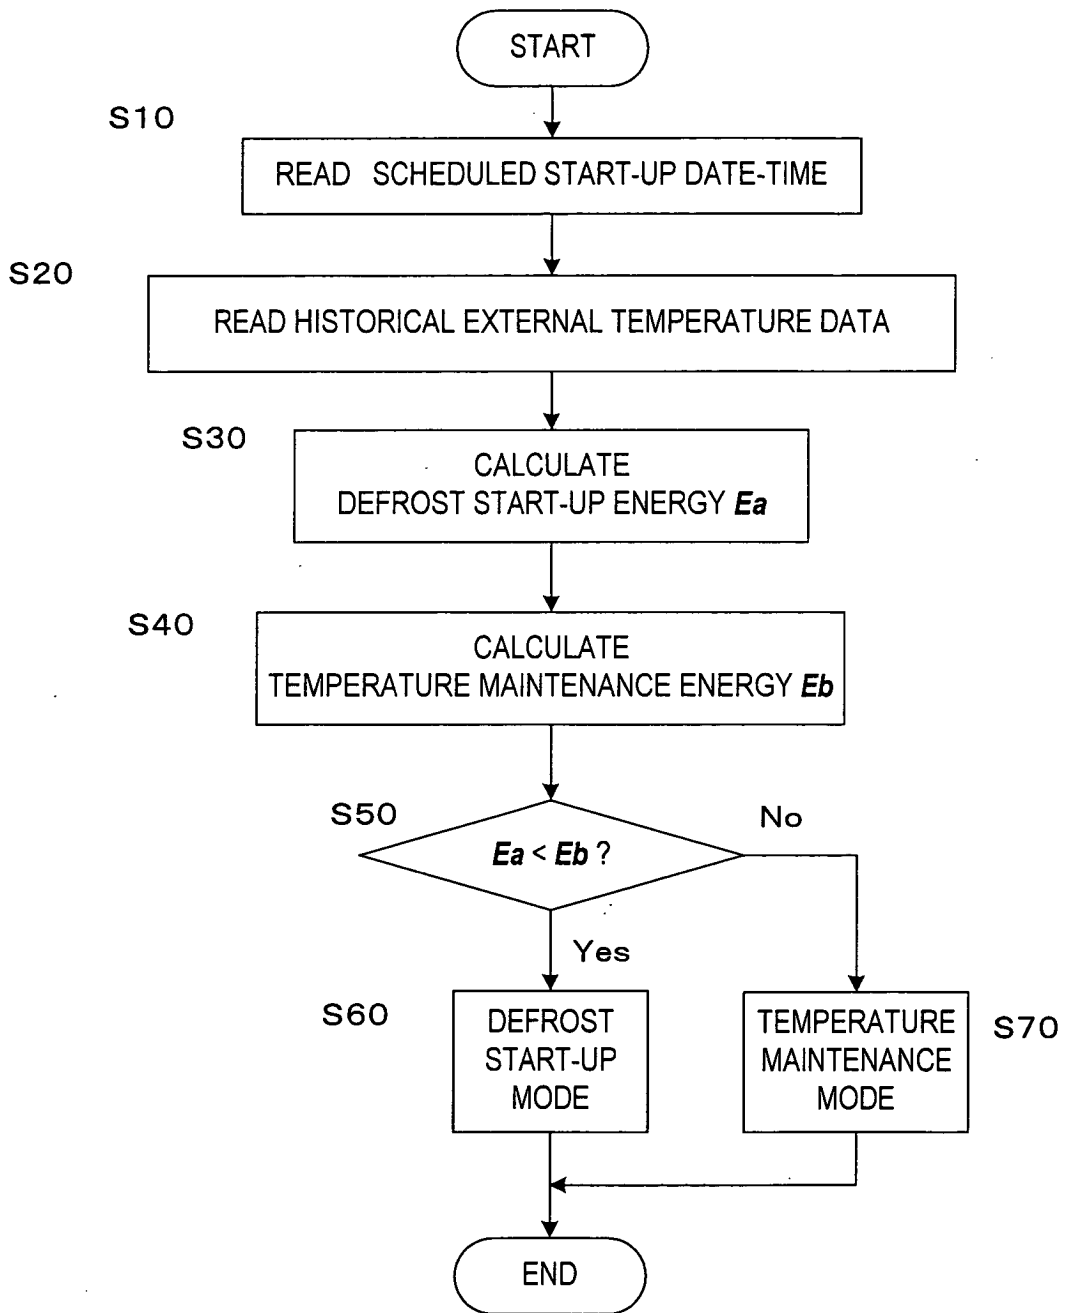 START
S10
READ SCHEDULED START-UP DATE-TIME
S20
READ HISTORICAL EXTERNAL TEMPERATURE DATA
S30
CALCULATE
DEFROST START-UP ENERGY Ea
S40
CALCULATE
TEMPERATURE MAINTENANCE ENERGY Eb
S50
Ea < Eb ?
No
Yes
S60
DEFROST
START-UP
MODE
TEMPERATURE
MAINTENANCE
MODE
S70
END